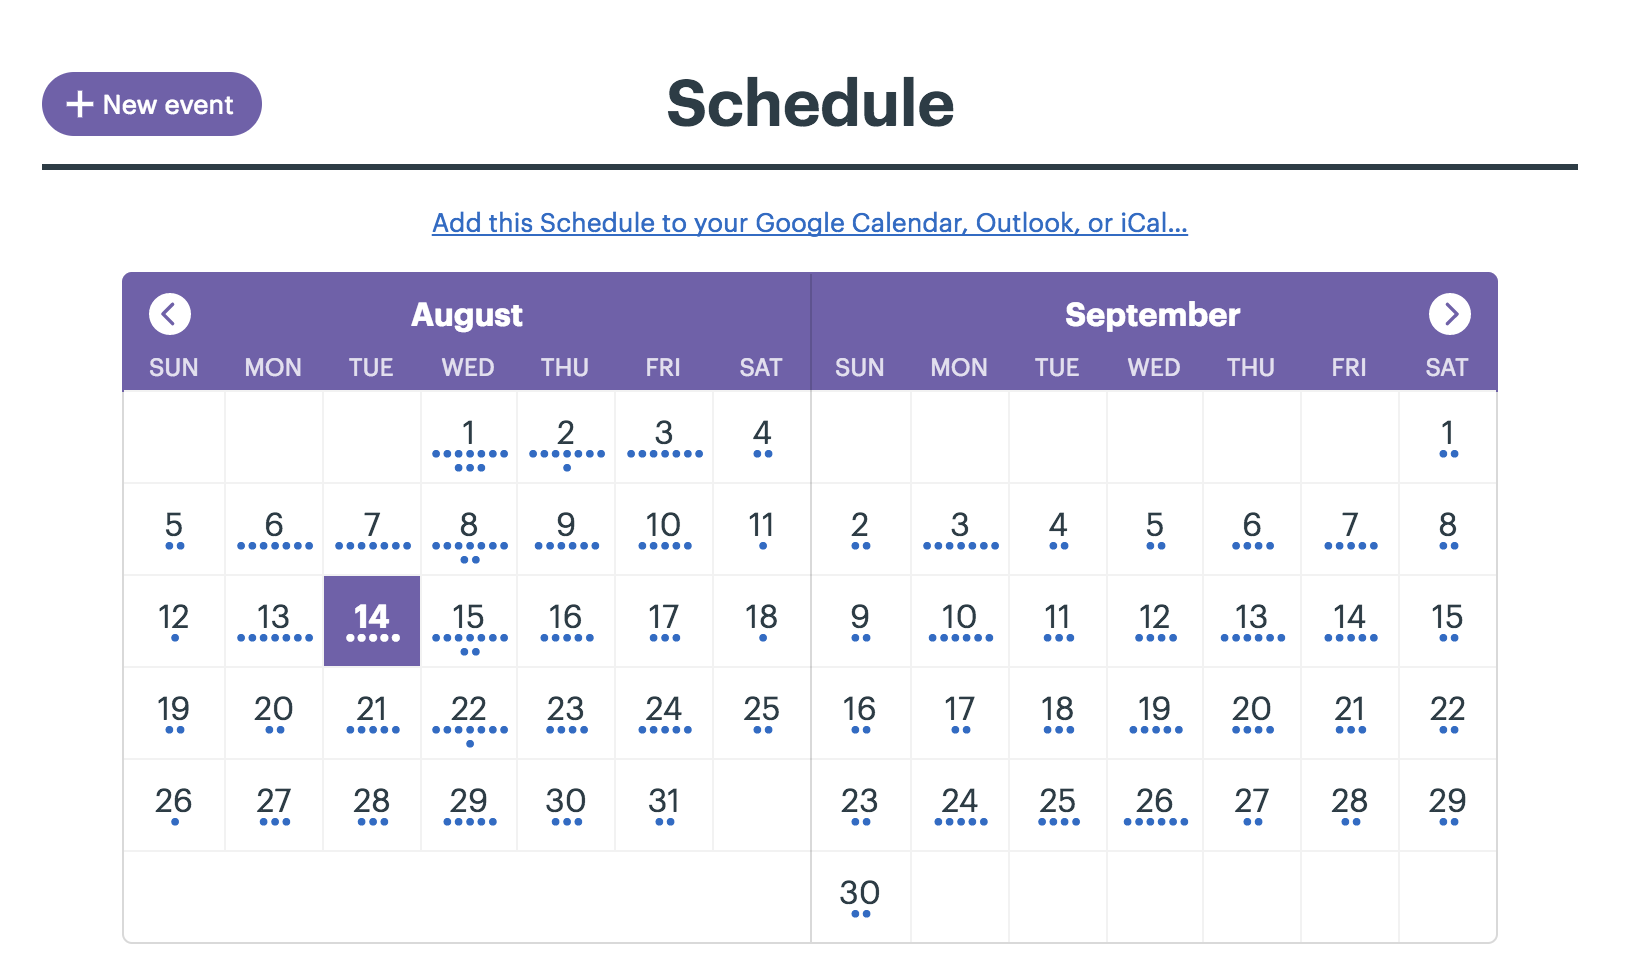 + New event
Schedule
Add this Schedule to your Google Calendar, Outlook, or iCal...
August
SUN MON TUE WED THU FRI SAT
1 2 3 4
5 6 7 8 9 10 11
12 13 14 15 16 17 18
19 20 21 22 23 24 25
26 27 28 29 30 31
September
SUN MON TUE WED THU FRI SAT
1
2 3 4 5 6 7 8
9 10 11 12 13 14 15
16 17 18 19 20 21 22
23 24 25 26 27 28 29
30